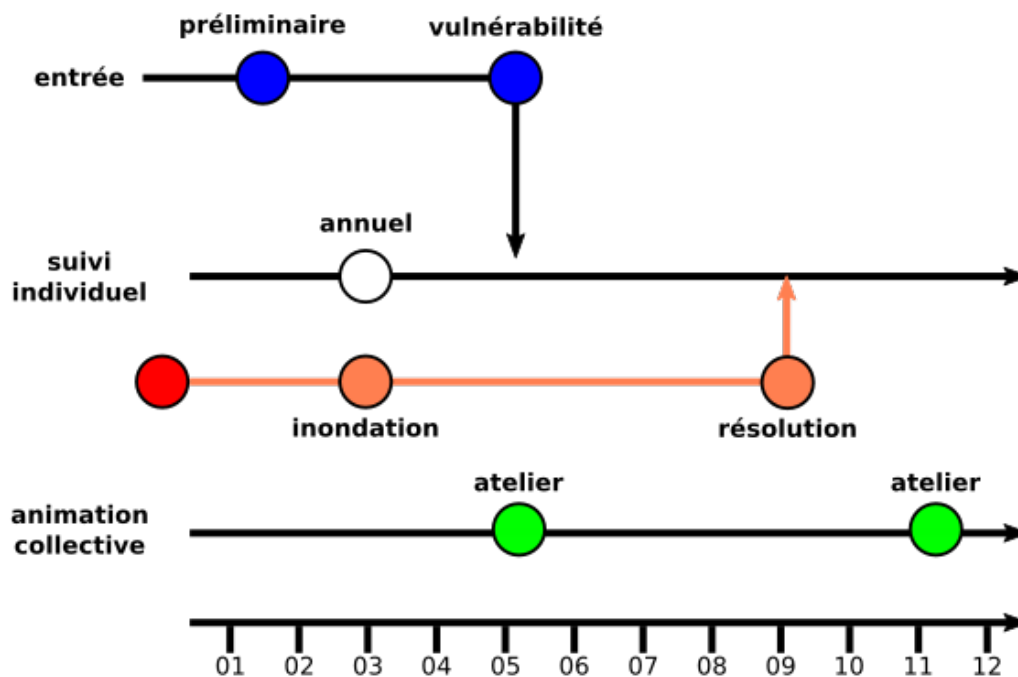 préliminaire
vulnérabilité
entrée
annuel
suivi
individuel
inondation
résolution
atelier
atelier
animation
collective
01 02 03 04 05 06 07 08 09 10 11 12